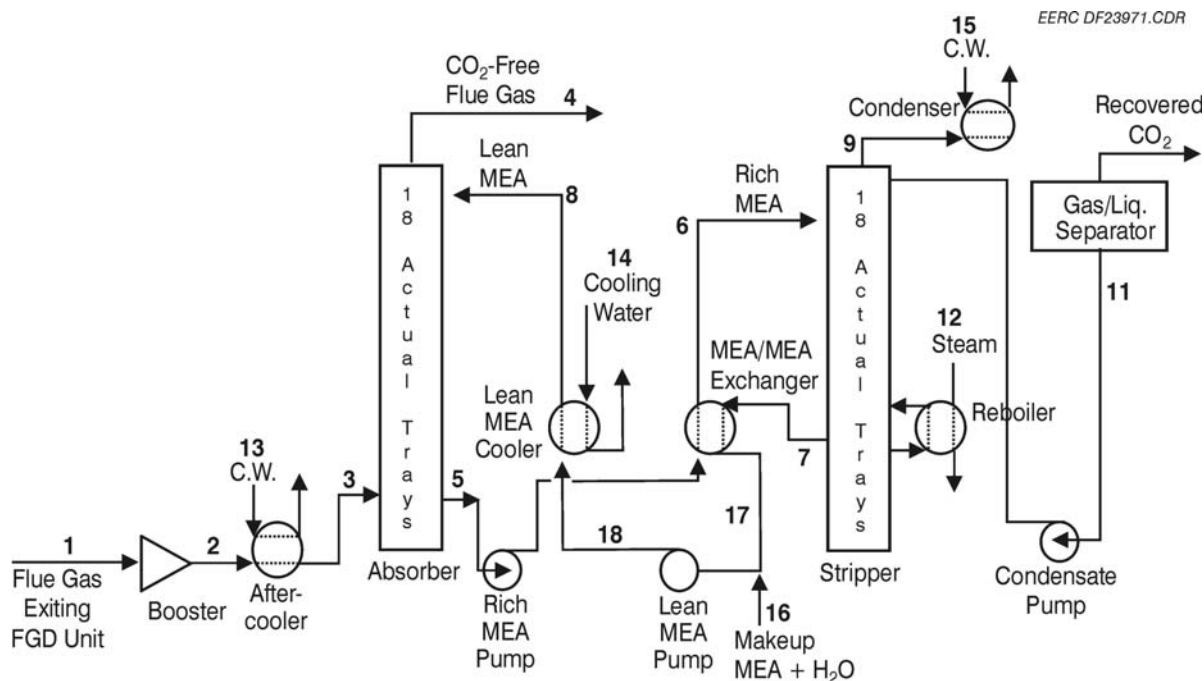 EERC DF23971.CDR
15
C.W.
CO₂-Free
Flue Gas
4
Condenser
Recovered
CO₂
9
Lean
MEA
8
Rich
MEA
6
18 Actual Trays
18 Actual Trays
Gas/Liq.
Separator
14
Cooling
Water
11
12
Steam
MEA/MEA
Exchanger
Lean
MEA
Cooler
Reboiler
7
13
C.W.
3
5
17
1
2
18
Flue Gas
Exiting
FGD Unit
Booster
After-
cooler
Absorber
Rich
MEA
Pump
Lean
MEA
Pump
16
Makeup
MEA + H₂O
Stripper
Condensate
Pump